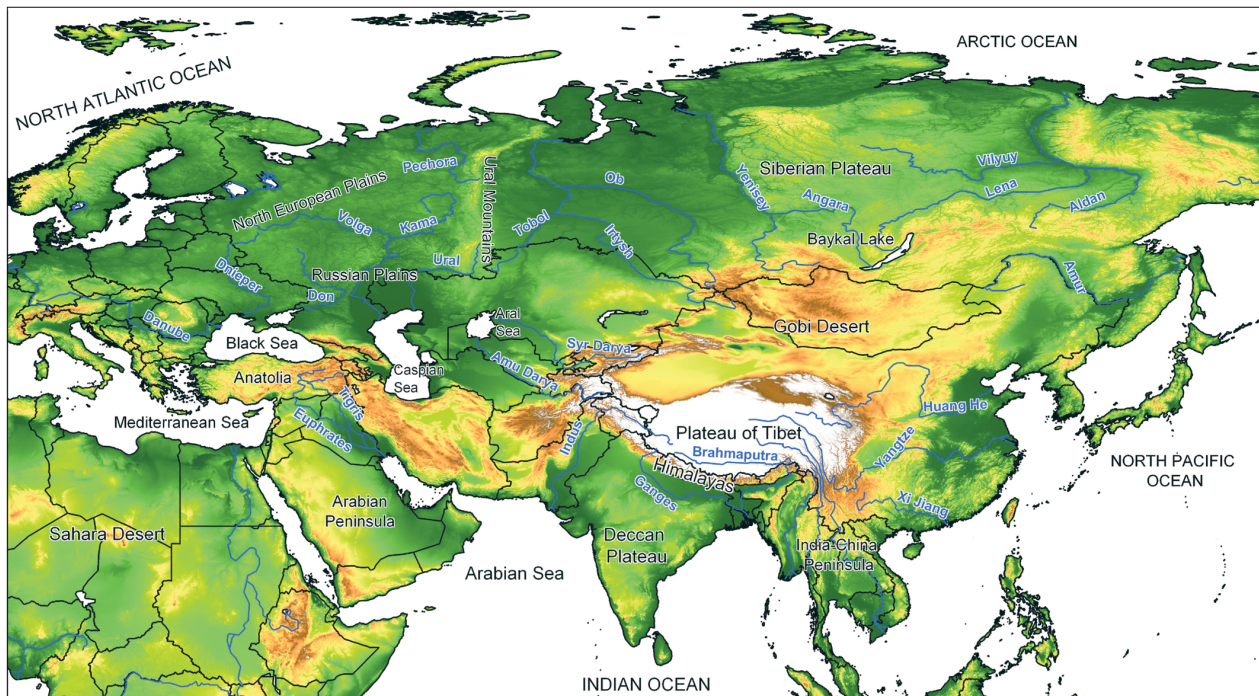 ARCTIC OCEAN
NORTH ATLANTIC OCEAN
Pechora
Ural Mountains
Ob
Yenisey
Siberian Plateau
Vilyuy
Lena
Aldan
Angara
North European Plains
Volga
Kama
Tobol
Irtysh
Baykal Lake
Ural
Russian Plains
Dnieper
Don
Amur
Danube
Black Sea
Aral
Sea
Gobi Desert
Syr Darya
Anatolia
Caspian
Sea
Amu Darya
Tigris
Huang He
Mediterranean Sea
Euphrates
Indus
Plateau of Tibet
Brahmaputra
Yangtze
Himalayas
NORTH PACIFIC
OCEAN
Ganges
Xi Jiang
Arabian
Peninsula
Sahara Desert
Deccan
Plateau
India-China
Peninsula
Arabian Sea
INDIAN OCEAN